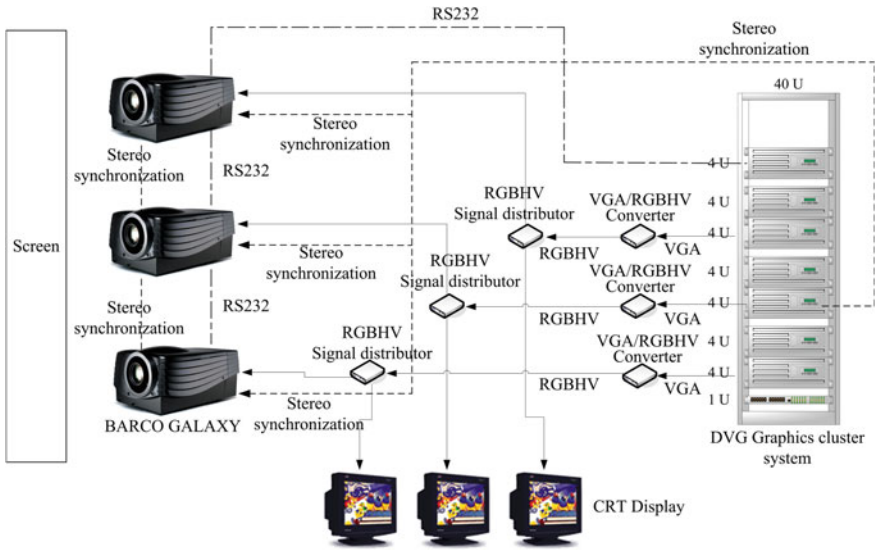 RS232
Stereo
synchronization
40 U
Stereo
synchronization
Stereo
synchronization
RS232
4 U
4 U
4 U
4 U
4 U
4 U
4 U
1 U
RGBHV
Signal distributor
VGA/RGBHV
Converter
RGBHV
VGA
Screen
Stereo
synchronization
RGBHV
Signal distributor
VGA/RGBHV
Converter
RGBHV
VGA
Stereo
synchronization
RS232
RGBHV
Signal distributor
VGA/RGBHV
Converter
RGBHV
VGA
Stereo
synchronization
BARCO GALAXY
DVG Graphics cluster
system
CRT Display